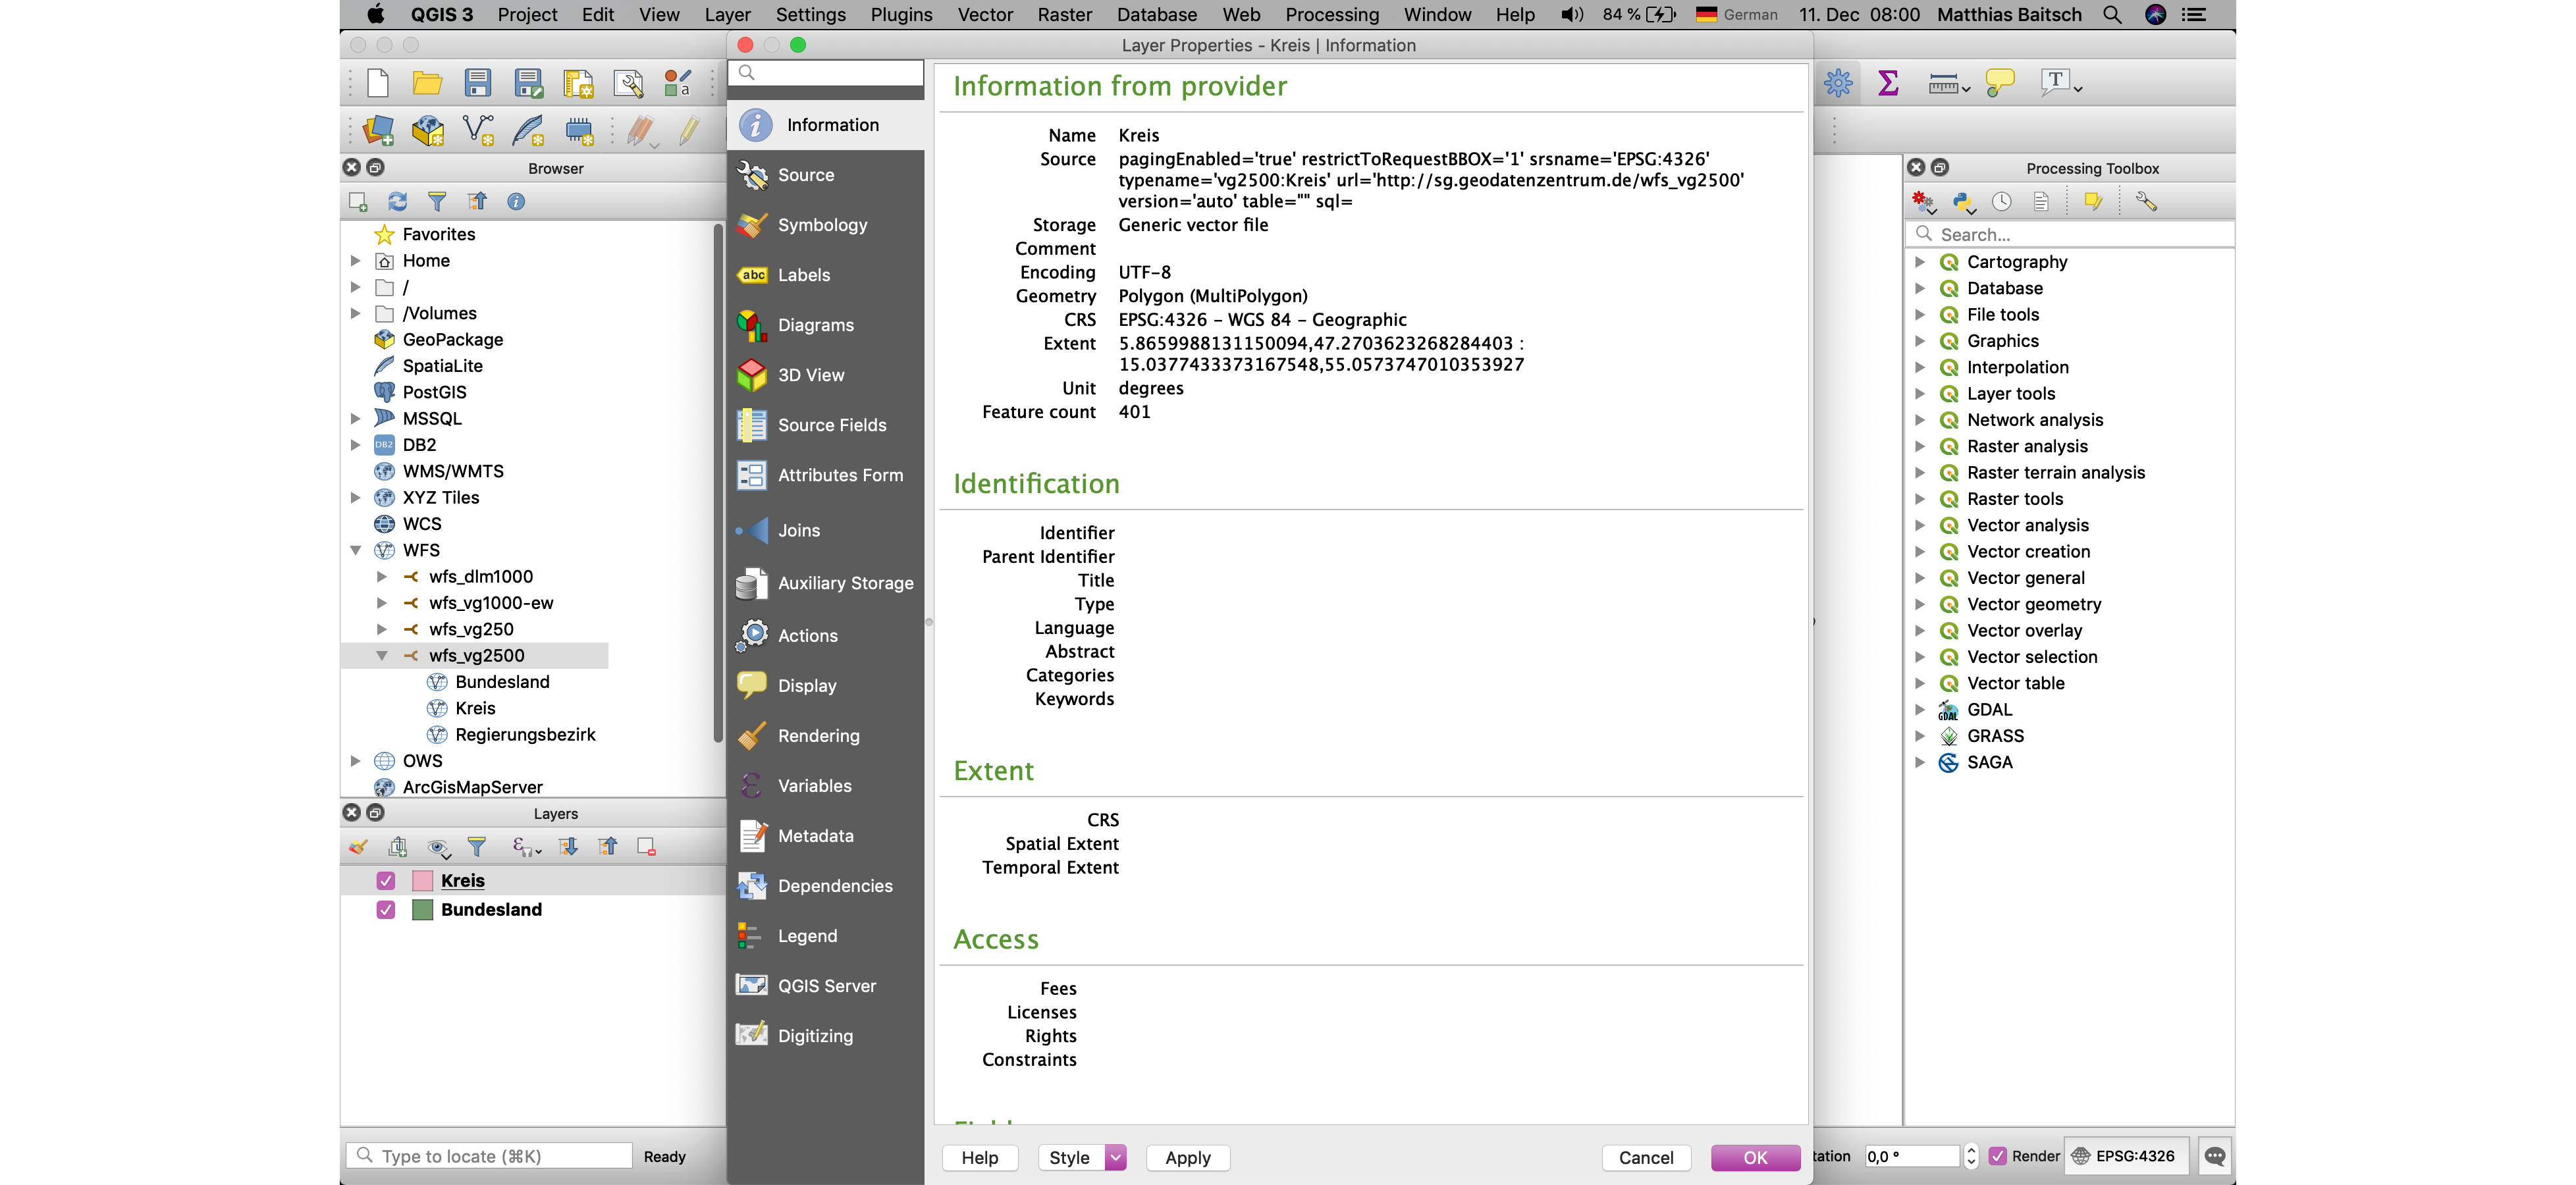 QGIS 3 Project Edit View Layer Settings Plugins Vector Raster Database Web Processing Window Help 84 % German 11. Dec 08:00 Matthias Baitsch
Layer Properties - Kreis | Information
Browser
Favorites
Home
/
/Volumes
GeoPackage
SpatiaLite
PostGIS
MSSQL
DB2 DB2
WMS/WMTS
XYZ Tiles
WCS
WFS
wfs_dlm1000
wfs_vg1000-ew
wfs_vg250
wfs_vg2500
Bundesland
Kreis
Regierungsbezirk
OWS
ArcGisMapServer
Layers
Kreis
Bundesland
Type to locate (⌘K) Ready
Information
Source
Symbology
abc Labels
Diagrams
3D View
Source Fields
Attributes Form
Joins
Auxiliary Storage
Actions
Display
Rendering
Variables
Metadata
Dependencies
Legend
QGIS Server
Digitizing
Information from provider
Name Kreis
Source pagingEnabled='true' restrictToRequestBBOX='1' srsname='EPSG:4326'
typename='vg2500:Kreis' url='http://sg.geodatenzentrum.de/wfs_vg2500'
version='auto' table="" sql=
Storage Generic vector file
Comment
Encoding UTF-8
Geometry Polygon (MultiPolygon)
CRS EPSG:4326 - WGS 84 - Geographic
Extent 5.8659988131150094,47.2703623268284403 :
15.0377433373167548,55.0573747010353927
Unit degrees
Feature count 401
Identification
Identifier
Parent Identifier
Title
Type
Language
Abstract
Categories
Keywords
Extent
CRS
Spatial Extent
Temporal Extent
Access
Fees
Licenses
Rights
Constraints
Help Style Apply Cancel OK
Processing Toolbox
Search...
Cartography
Database
File tools
Graphics
Interpolation
Layer tools
Network analysis
Raster analysis
Raster terrain analysis
Raster tools
Vector analysis
Vector creation
Vector general
Vector geometry
Vector overlay
Vector selection
Vector table
GDAL GDAL
GRASS
SAGA
tation 0,0 ° Render EPSG:4326